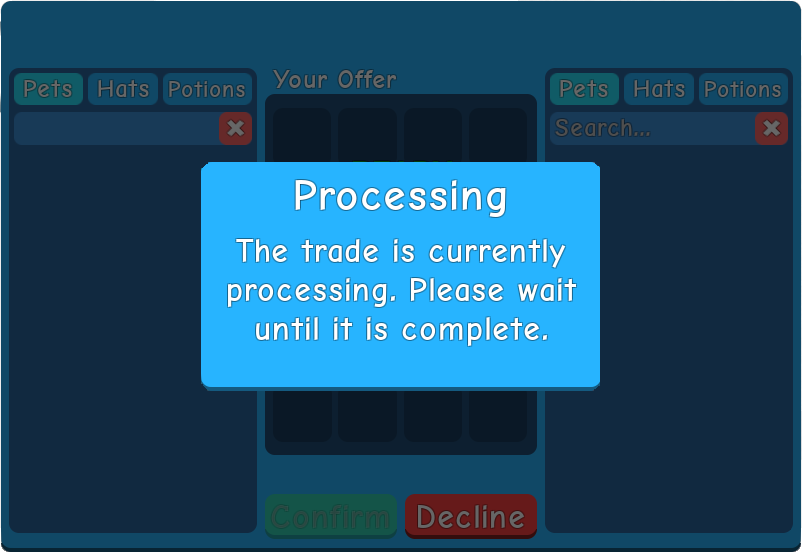 Your Offer
Pets Hats Potions
Pets Hats Potions
Search...
Processing
The trade is currently
processing. Please wait
until it is complete.
Confirm Decline